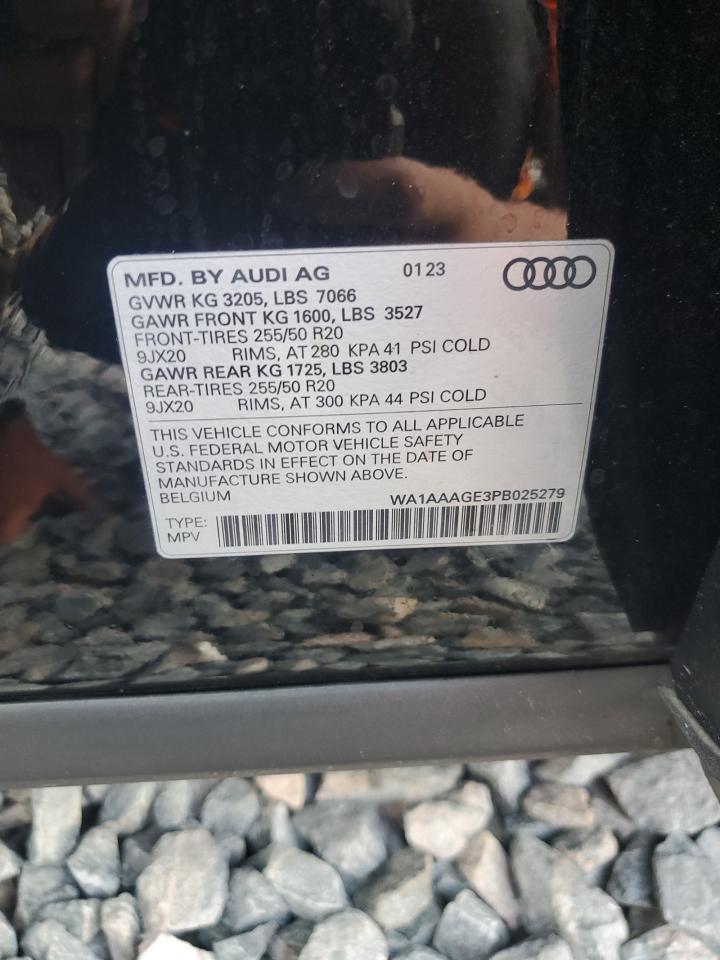 MFD. BY AUDI AG 01 23
GVWR KG 3205, LBS 7066
GAWR FRONT KG 1600, LBS 3527
FRONT-TIRES 255/50 R20
9JX20 RIMS, AT 280 KPA 41 PSI COLD
GAWR REAR KG 1725, LBS 3803
REAR-TIRES 255/50 R20
9JX20 RIMS, AT 300 KPA 44 PSI COLD
THIS VEHICLE CONFORMS TO ALL APPLICABLE
U.S. FEDERAL MOTOR VEHICLE SAFETY
STANDARDS IN EFFECT ON THE DATE OF
MANUFACTURE SHOWN ABOVE.
BELGIUM WA1AAAGE3PB025279
TYPE:
MPV